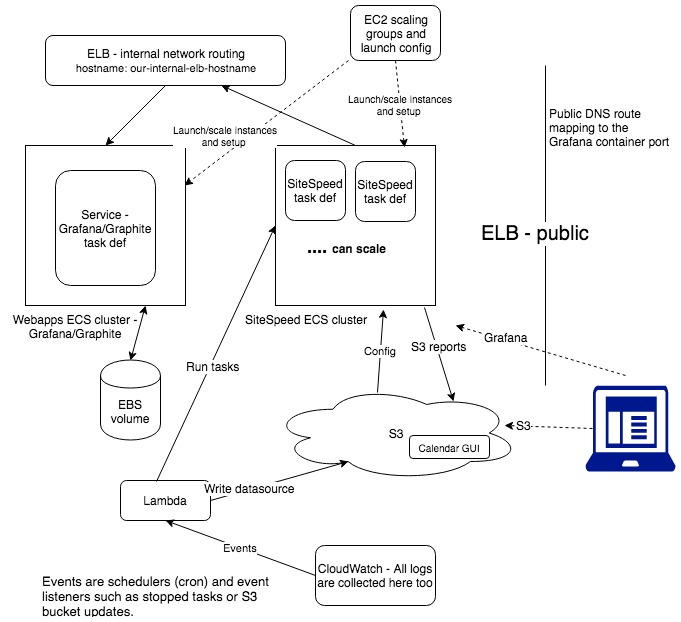 EC2 scaling
groups and
launch config
ELB - internal network routing
hostname: our-internal-elb-hostname
Launch/scale instances
and setup
Launch/scale instances
and setup
Public DNS route
mapping to the
Grafana container port
SiteSpeed
task def
SiteSpeed
task def
Service -
Grafana/Graphite
task def
.... can scale
ELB - public
Webapps ECS cluster -
Grafana/Graphite
SiteSpeed ECS cluster
Grafana
S3 reports
Config
Run tasks
EBS
volume
S3
S3
Calendar GUI
Write datasource
Lambda
Events
CloudWatch - All logs
are collected here too
Events are schedulers (cron) and event
listeners such as stopped tasks or S3
bucket updates.